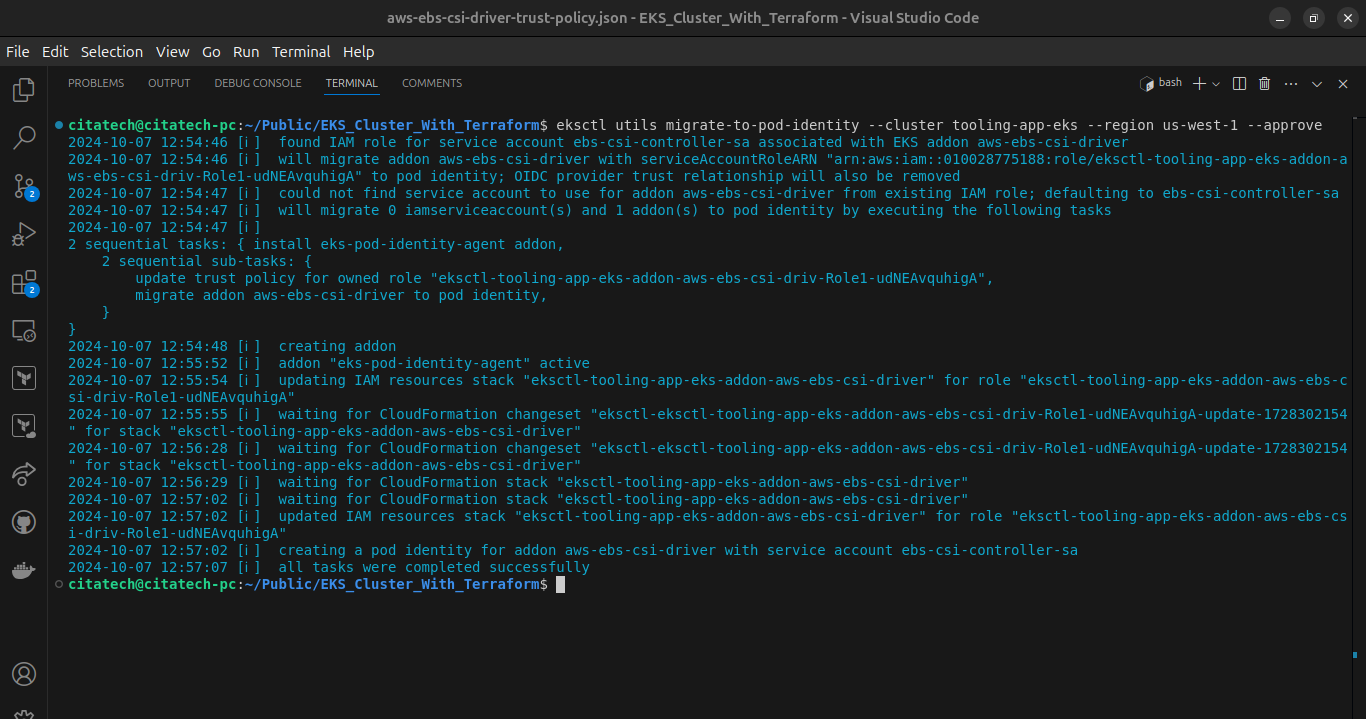 aws-ebs-csi-driver-trust-policy.json - EKS_Cluster_With_Terraform - Visual Studio Code
File Edit Selection View Go Run Terminal Help
PROBLEMS OUTPUT DEBUG CONSOLE TERMINAL COMMENTS bash
citatech@citatech-pc:~/Public/EKS_Cluster_With_Terraform$ eksctl utils migrate-to-pod-identity --cluster tooling-app-eks --region us-west-1 --approve
2024-10-07 12:54:46 [ℹ]  found IAM role for service account ebs-csi-controller-sa associated with EKS addon aws-ebs-csi-driver
2024-10-07 12:54:46 [ℹ]  will migrate addon aws-ebs-csi-driver with serviceAccountRoleARN "arn:aws:iam::010028775188:role/eksctl-tooling-app-eks-addon-a
ws-ebs-csi-driv-Role1-udNEAvquhigA" to pod identity; OIDC provider trust relationship will also be removed
2024-10-07 12:54:47 [ℹ]  could not find service account to use for addon aws-ebs-csi-driver from existing IAM role; defaulting to ebs-csi-controller-sa
2024-10-07 12:54:47 [ℹ]  will migrate 0 iamserviceaccount(s) and 1 addon(s) to pod identity by executing the following tasks
2024-10-07 12:54:47 [ℹ]
2 sequential tasks: { install eks-pod-identity-agent addon,
    2 sequential sub-tasks: {
        update trust policy for owned role "eksctl-tooling-app-eks-addon-aws-ebs-csi-driv-Role1-udNEAvquhigA",
        migrate addon aws-ebs-csi-driver to pod identity,
    }
}
2024-10-07 12:54:48 [ℹ]  creating addon
2024-10-07 12:55:52 [ℹ]  addon "eks-pod-identity-agent" active
2024-10-07 12:55:54 [ℹ]  updating IAM resources stack "eksctl-tooling-app-eks-addon-aws-ebs-csi-driver" for role "eksctl-tooling-app-eks-addon-aws-ebs-c
si-driv-Role1-udNEAvquhigA"
2024-10-07 12:55:55 [ℹ]  waiting for CloudFormation changeset "eksctl-eksctl-tooling-app-eks-addon-aws-ebs-csi-driv-Role1-udNEAvquhigA-update-1728302154
" for stack "eksctl-tooling-app-eks-addon-aws-ebs-csi-driver"
2024-10-07 12:56:28 [ℹ]  waiting for CloudFormation changeset "eksctl-eksctl-tooling-app-eks-addon-aws-ebs-csi-driv-Role1-udNEAvquhigA-update-1728302154
" for stack "eksctl-tooling-app-eks-addon-aws-ebs-csi-driver"
2024-10-07 12:56:29 [ℹ]  waiting for CloudFormation stack "eksctl-tooling-app-eks-addon-aws-ebs-csi-driver"
2024-10-07 12:57:02 [ℹ]  waiting for CloudFormation stack "eksctl-tooling-app-eks-addon-aws-ebs-csi-driver"
2024-10-07 12:57:02 [ℹ]  updated IAM resources stack "eksctl-tooling-app-eks-addon-aws-ebs-csi-driver" for role "eksctl-tooling-app-eks-addon-aws-ebs-cs
i-driv-Role1-udNEAvquhigA"
2024-10-07 12:57:02 [ℹ]  creating a pod identity for addon aws-ebs-csi-driver with service account ebs-csi-controller-sa
2024-10-07 12:57:07 [ℹ]  all tasks were completed successfully
citatech@citatech-pc:~/Public/EKS_Cluster_With_Terraform$
2
2